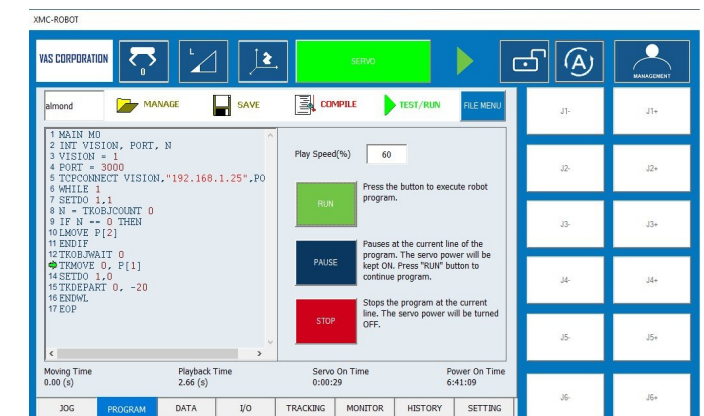 XMC-ROBOT
VAS CORPORATION
0
L
SERVO
A
MANAGEMENT
almond
MANAGE
SAVE
COMPILE
TEST/RUN
FILE MENU
1 MAIN M0
2 INT VISION, PORT, N
3 VISION = 1
4 PORT = 3000
5 TCPCONNECT VISION,"192.168.1.25",PO
6 WHILE 1
7 SETDO 1,1
8 N = TKOBJCOUNT 0
9 IF N == 0 THEN
10 LMOVE P[2]
11 ENDIF
12 TKOBJWAIT 0
TKMOVE 0, P[1]
14 SETDO 1,0
15 TKDEPART 0, -20
16 ENDWL
17 EOP
Play Speed(%) 60
RUN
Press the button to execute robot
program.
PAUSE
Pauses at the current line of the
program. The servo power will be
kept ON. Press "RUN" button to
continue program.
STOP
Stops the program at the current
line. The servo power will be turned
OFF.
Moving Time Playback Time Servo On Time Power On Time
0.00 (s) 2.66 (s) 0:00:29 6:41:09
JOG PROGRAM DATA I/O TRACKING MONITOR HISTORY SETTING
J1- J1+
J2- J2+
J3- J3+
J4- J4+
J5- J5+
J6- J6+